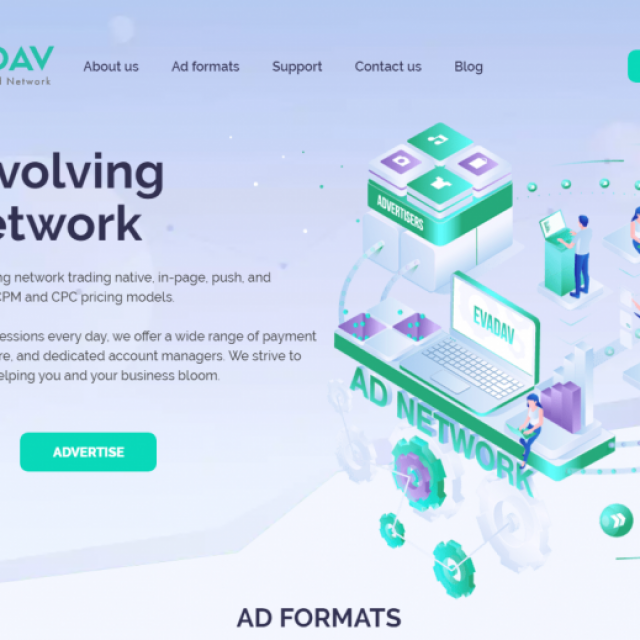 DAV
Network
About us
Ad formats
Support
Contact us
Blog
volving
etwork
ng network trading native, in-page, push, and
CPM and CPC pricing models.
essions every day, we offer a wide range of payment
re, and dedicated account managers. We strive to
elping you and your business bloom.
ADVERTISE
ADVERTISERS
EVADAV
AD NETWORK
AD FORMATS